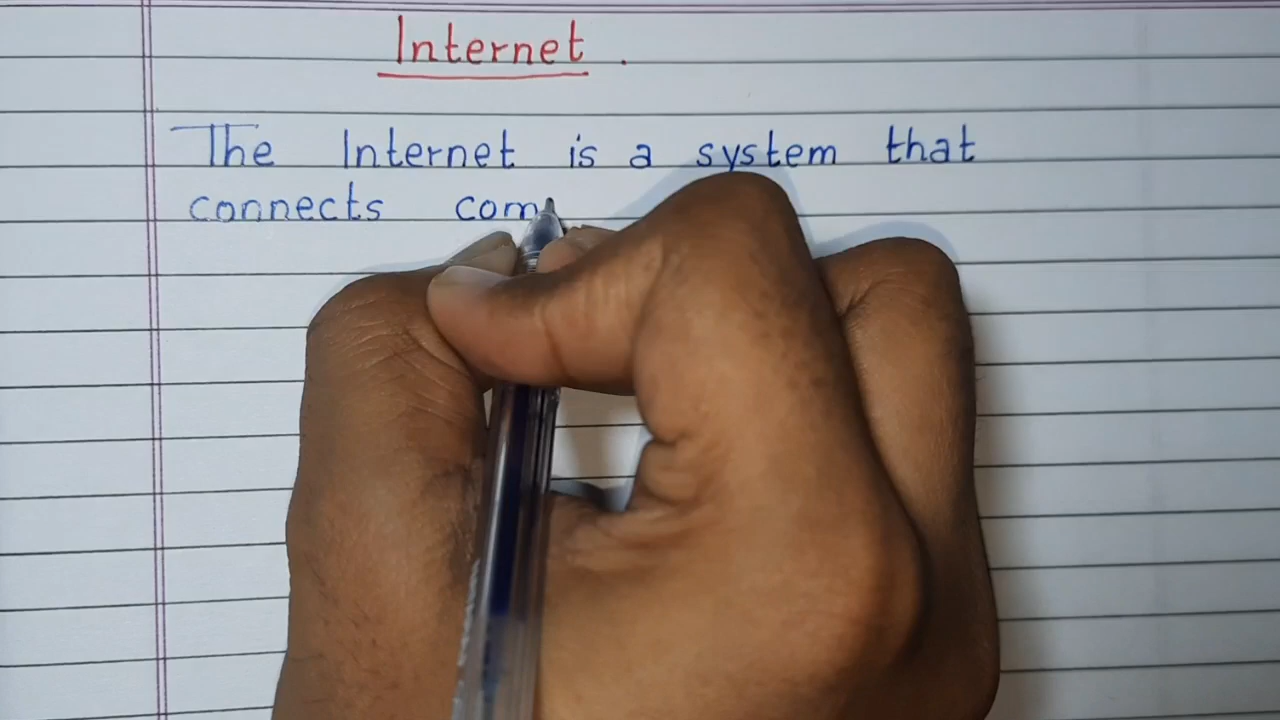 Internet.
The Internet is a system that
connects com